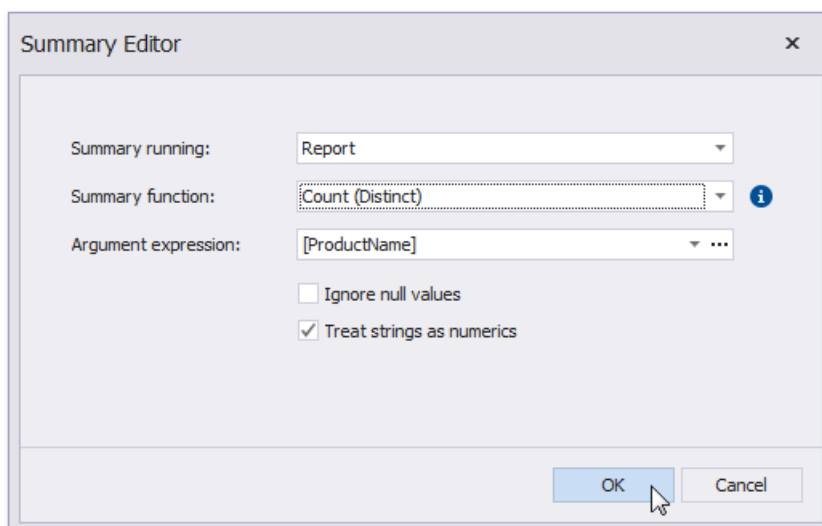 Summary Editor
Summary running: Report
Summary function: Count (Distinct)
Argument expression: [ProductName]
Ignore null values
Treat strings as numerics
OK Cancel